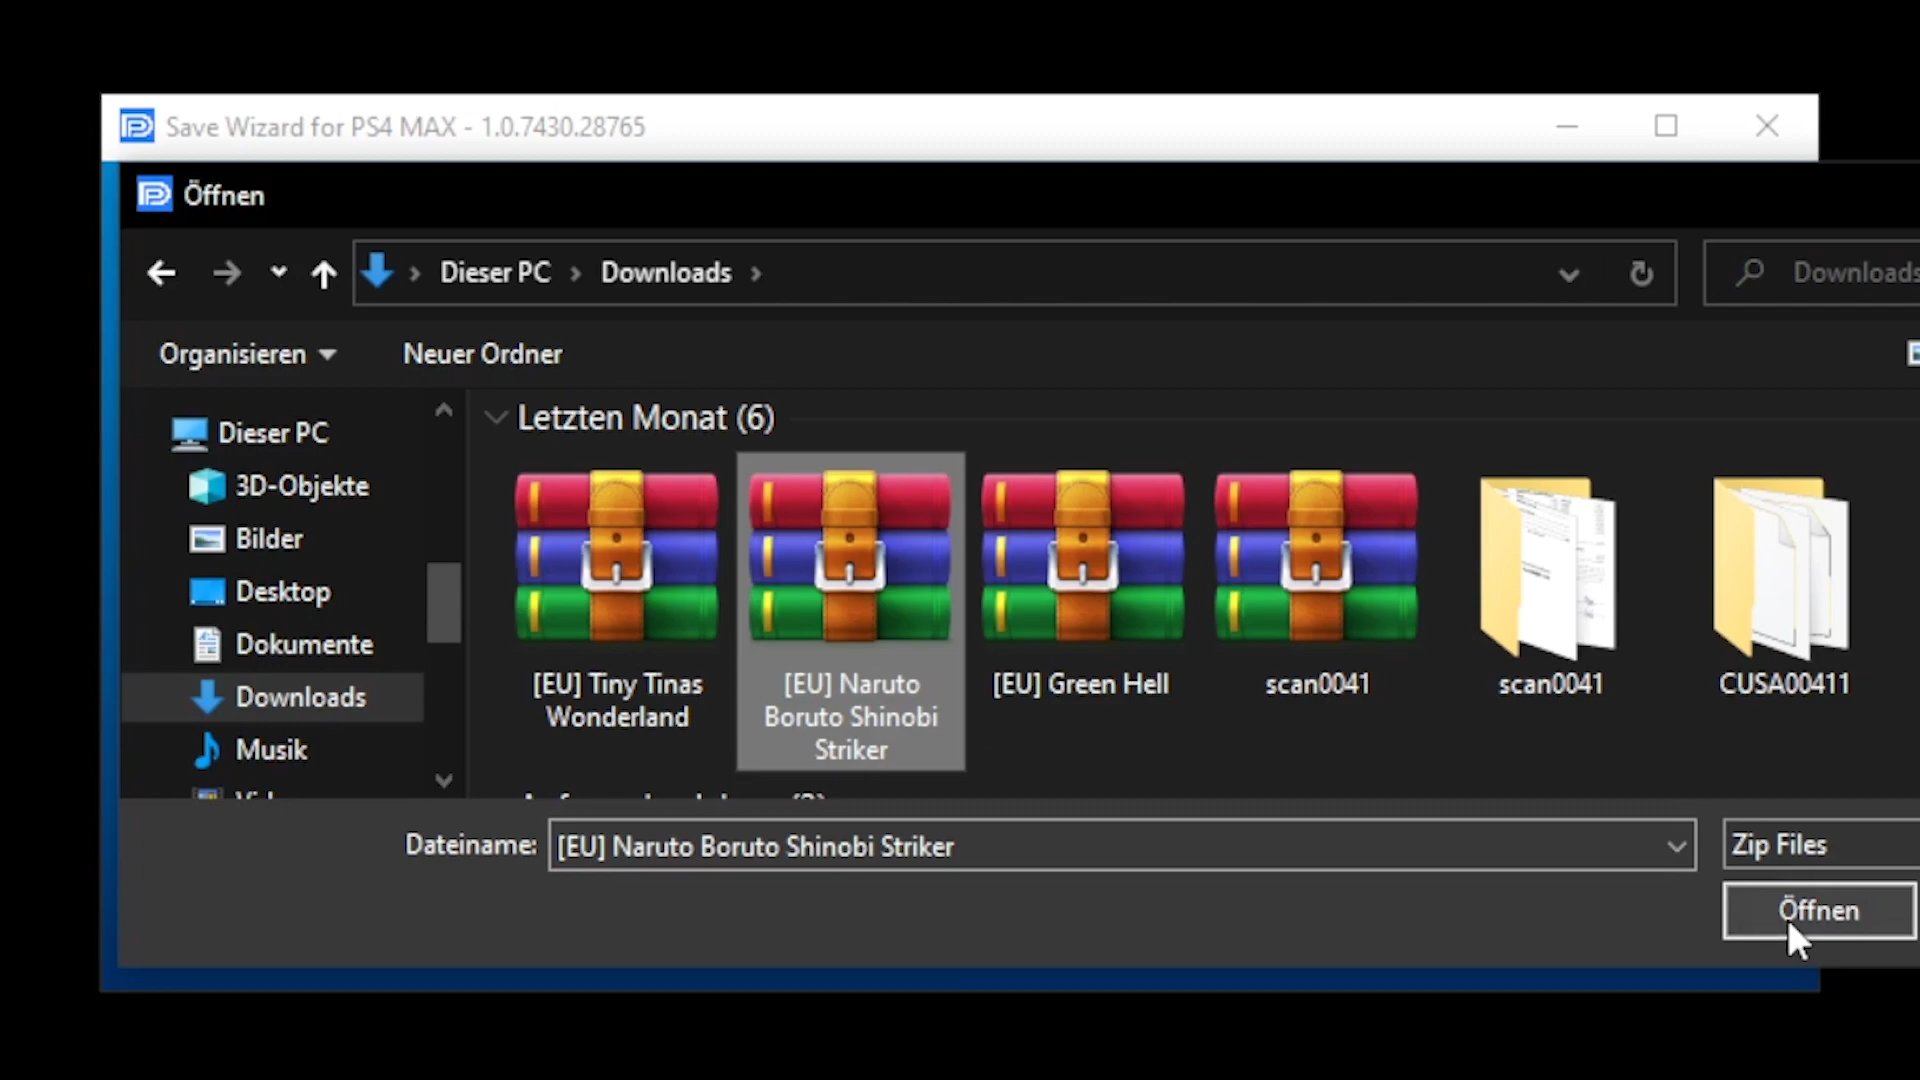 Save Wizard for PS4 MAX - 1.0.7430.28765
Öffnen
Dieser PC
Downloads
Downloads
Organisieren
Neuer Ordner
Letzten Monat (6)
Dieser PC
3D-Objekte
Bilder
Desktop
Dokumente
Downloads
Musik
[EU] Tiny Tinas
Wonderland
[EU] Naruto
Boruto Shinobi
Striker
[EU] Green Hell
scan0041
scan0041
CUSA00411
Dateiname:
[EU] Naruto Boruto Shinobi Striker
Zip Files
Öffnen